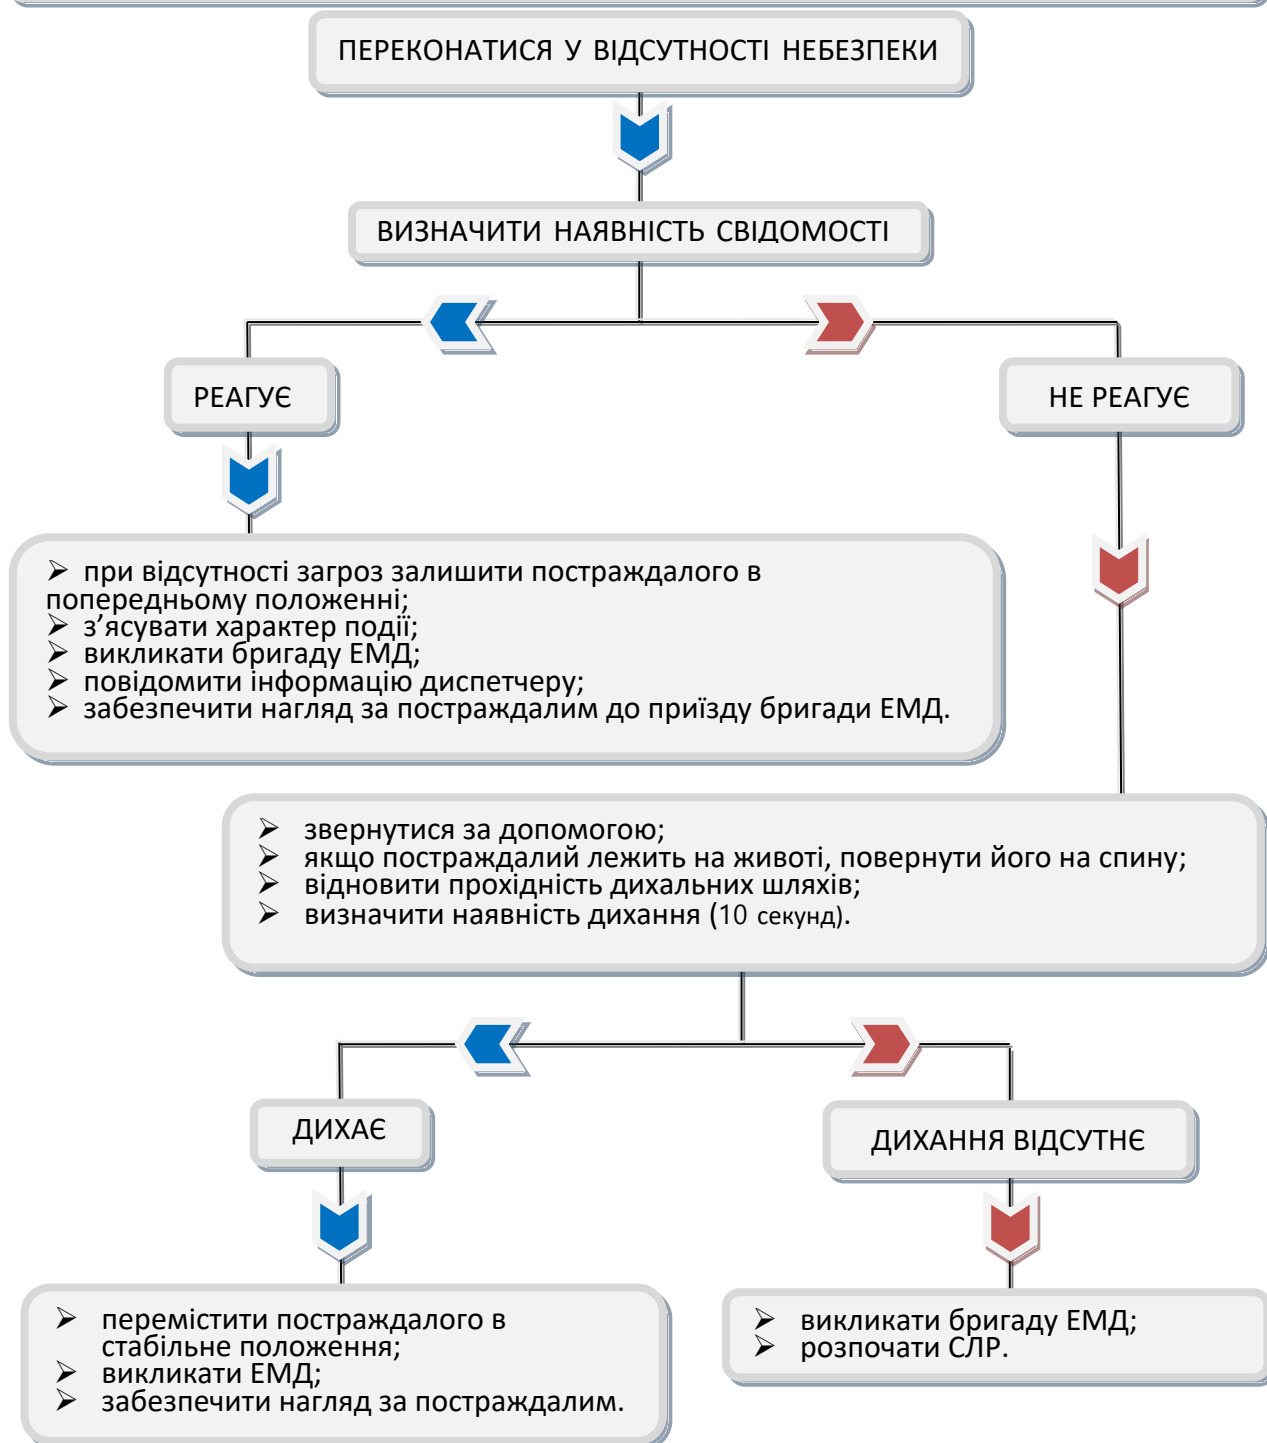 ПЕРЕКОНАТИСЯ У ВІДСУТНОСТІ НЕБЕЗПЕКИ
ВИЗНАЧИТИ НАЯВНІСТЬ СВІДОМОСТІ
РЕАГУЄ
НЕ РЕАГУЄ
➢ при відсутності загроз залишити постраждалого в
попередньому положенні;
➢ з’ясувати характер події;
➢ викликати бригаду ЕМД;
➢ повідомити інформацію диспетчеру;
➢ забезпечити нагляд за постраждалим до приїзду бригади ЕМД.
➢ звернутися за допомогою;
➢ якщо постраждалий лежить на животі, повернути його на спину;
➢ відновити прохідність дихальних шляхів;
➢ визначити наявність дихання (10 секунд).
ДИХАЄ
ДИХАННЯ ВІДСУТНЄ
➢ перемістити постраждалого в
стабільне положення;
➢ викликати ЕМД;
➢ забезпечити нагляд за постраждалим.
➢ викликати бригаду ЕМД;
➢ розпочати СЛР.